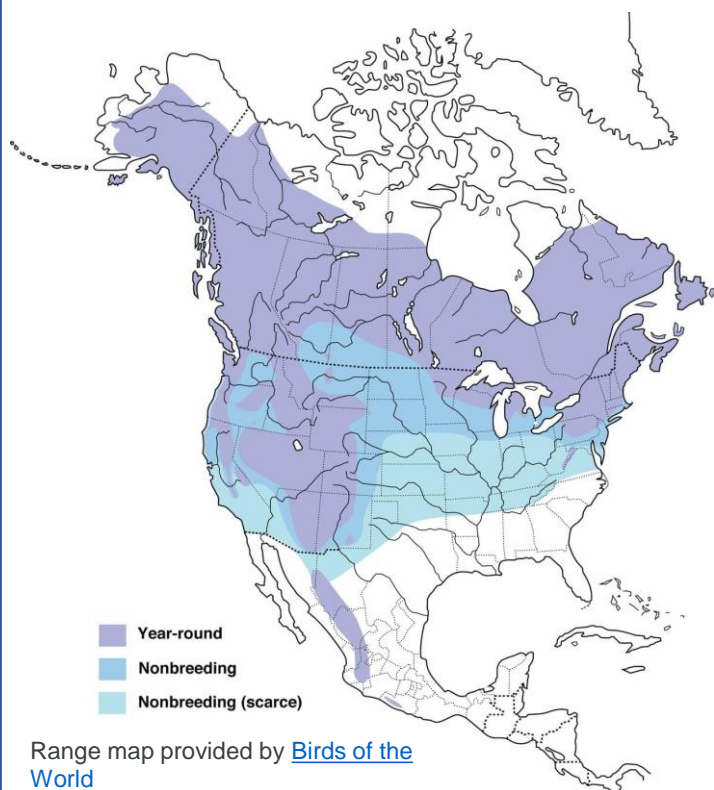 Year-round
Nonbreeding
Nonbreeding (scarce)
Range map provided by Birds of the
World